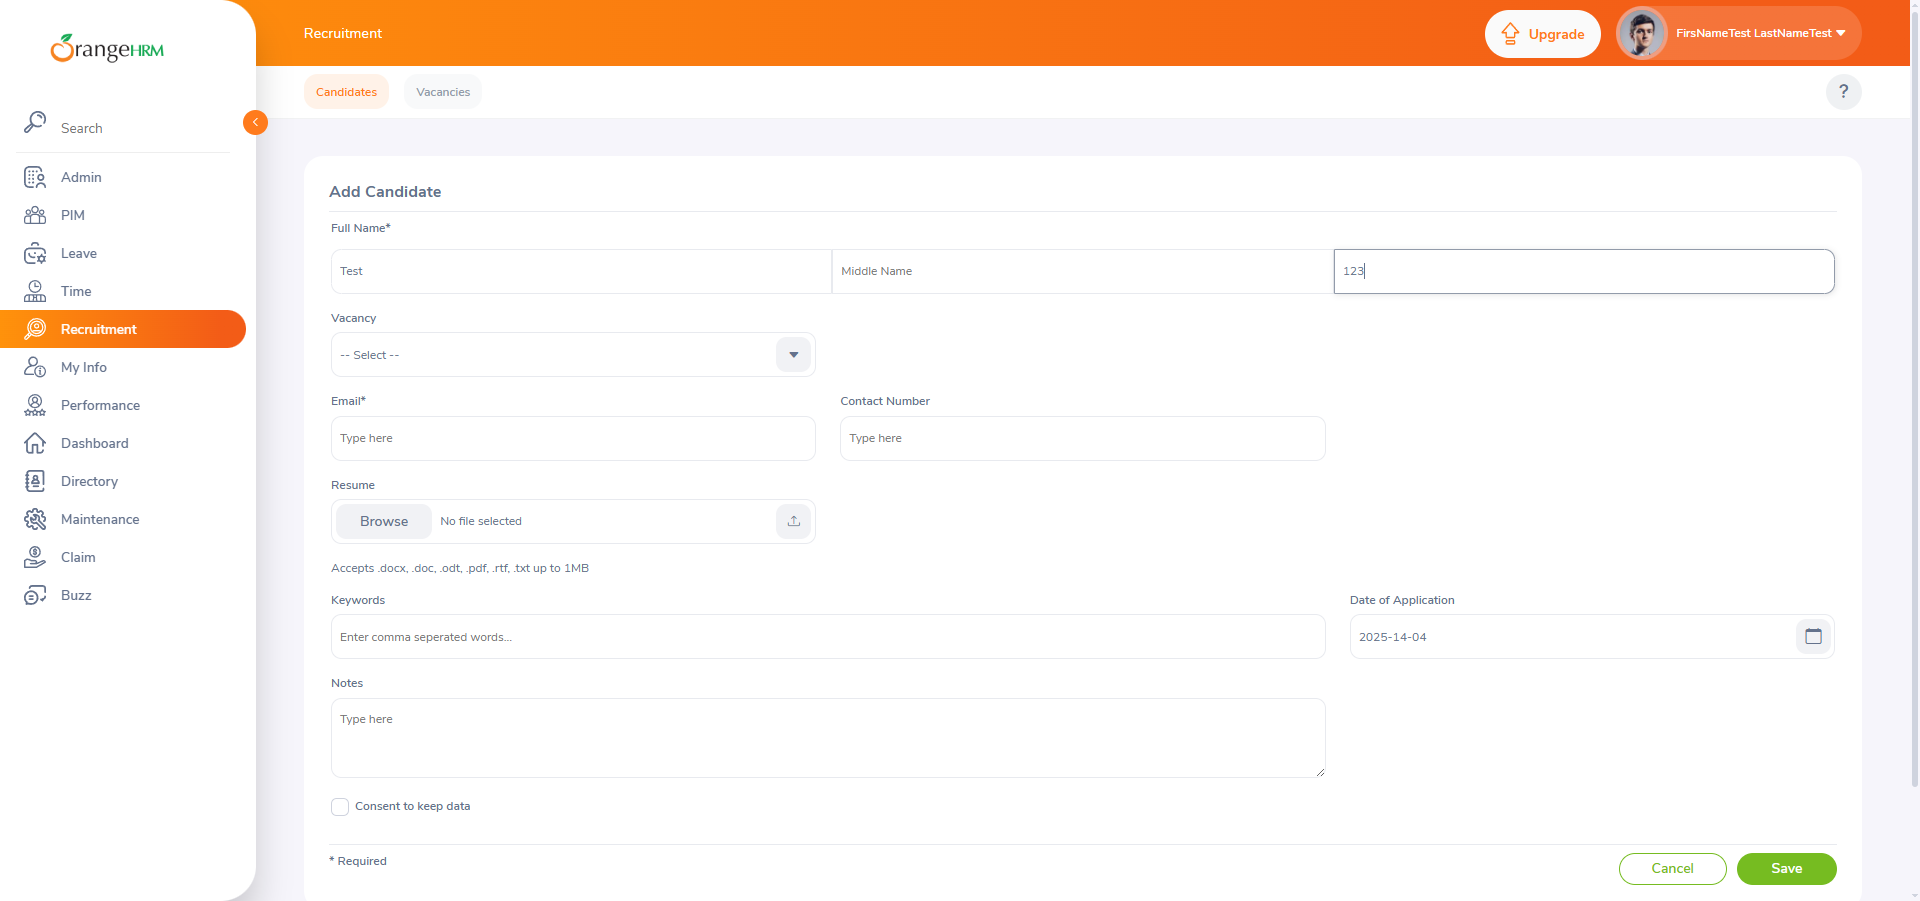 OrangeHRM
Recruitment
Upgrade
FirsNameTest LastNameTest
Candidates
Vacancies
?
Search
Admin
PIM
Leave
Time
Recruitment
My Info
Performance
Dashboard
Directory
Maintenance
Claim
Buzz
Add Candidate
Full Name*
Test
Middle Name
123
Vacancy
-- Select --
Email*
Contact Number
Type here
Type here
Resume
Browse
No file selected
Accepts .docx, .doc, .odt, .pdf, .rtf, .txt up to 1MB
Keywords
Date of Application
Enter comma seperated words...
2025-14-04
Notes
Type here
Consent to keep data
* Required
Cancel
Save